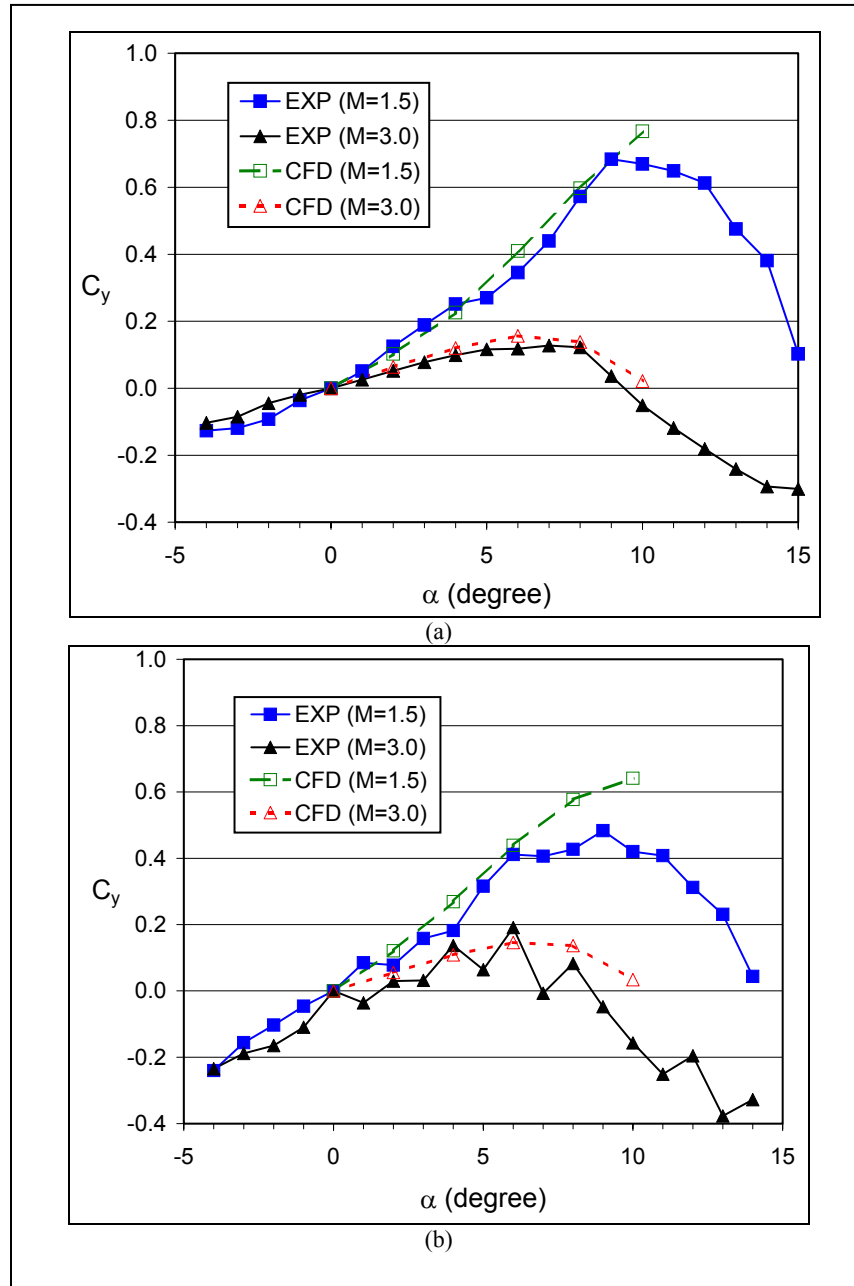 1.0
0.8
0.6
0.4
0.2
0.0
-0.2
-0.4
Cy
EXP (M=1.5)
EXP (M=3.0)
CFD (M=1.5)
CFD (M=3.0)
-5 0 5 10 15
α (degree)
(a)
1.0
0.8
0.6
0.4
0.2
0.0
-0.2
-0.4
Cy
EXP (M=1.5)
EXP (M=3.0)
CFD (M=1.5)
CFD (M=3.0)
-5 0 5 10 15
α (degree)
(b)